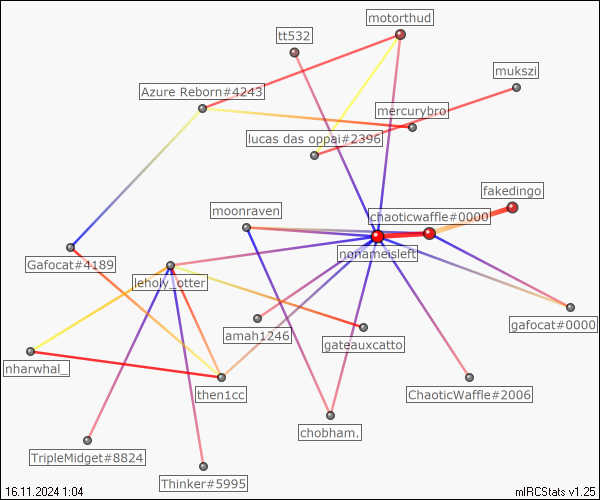 motorthud
tt532
mukszi
Azure Reborn#4243
mercurybro
lucas das oppai#2396
fakedingo
moonraven
chaoticwaffle#0000
nonameisleft
Gafocat#4189
leholy_otter
gafocat#0000
amah1246
gateauxcatto
nharwhal_
then1cc
ChaoticWaffle#2006
chobham.
TripleMidget#8824
Thinker#5995
16.11.2024 1:04
mIRCStats v1.25